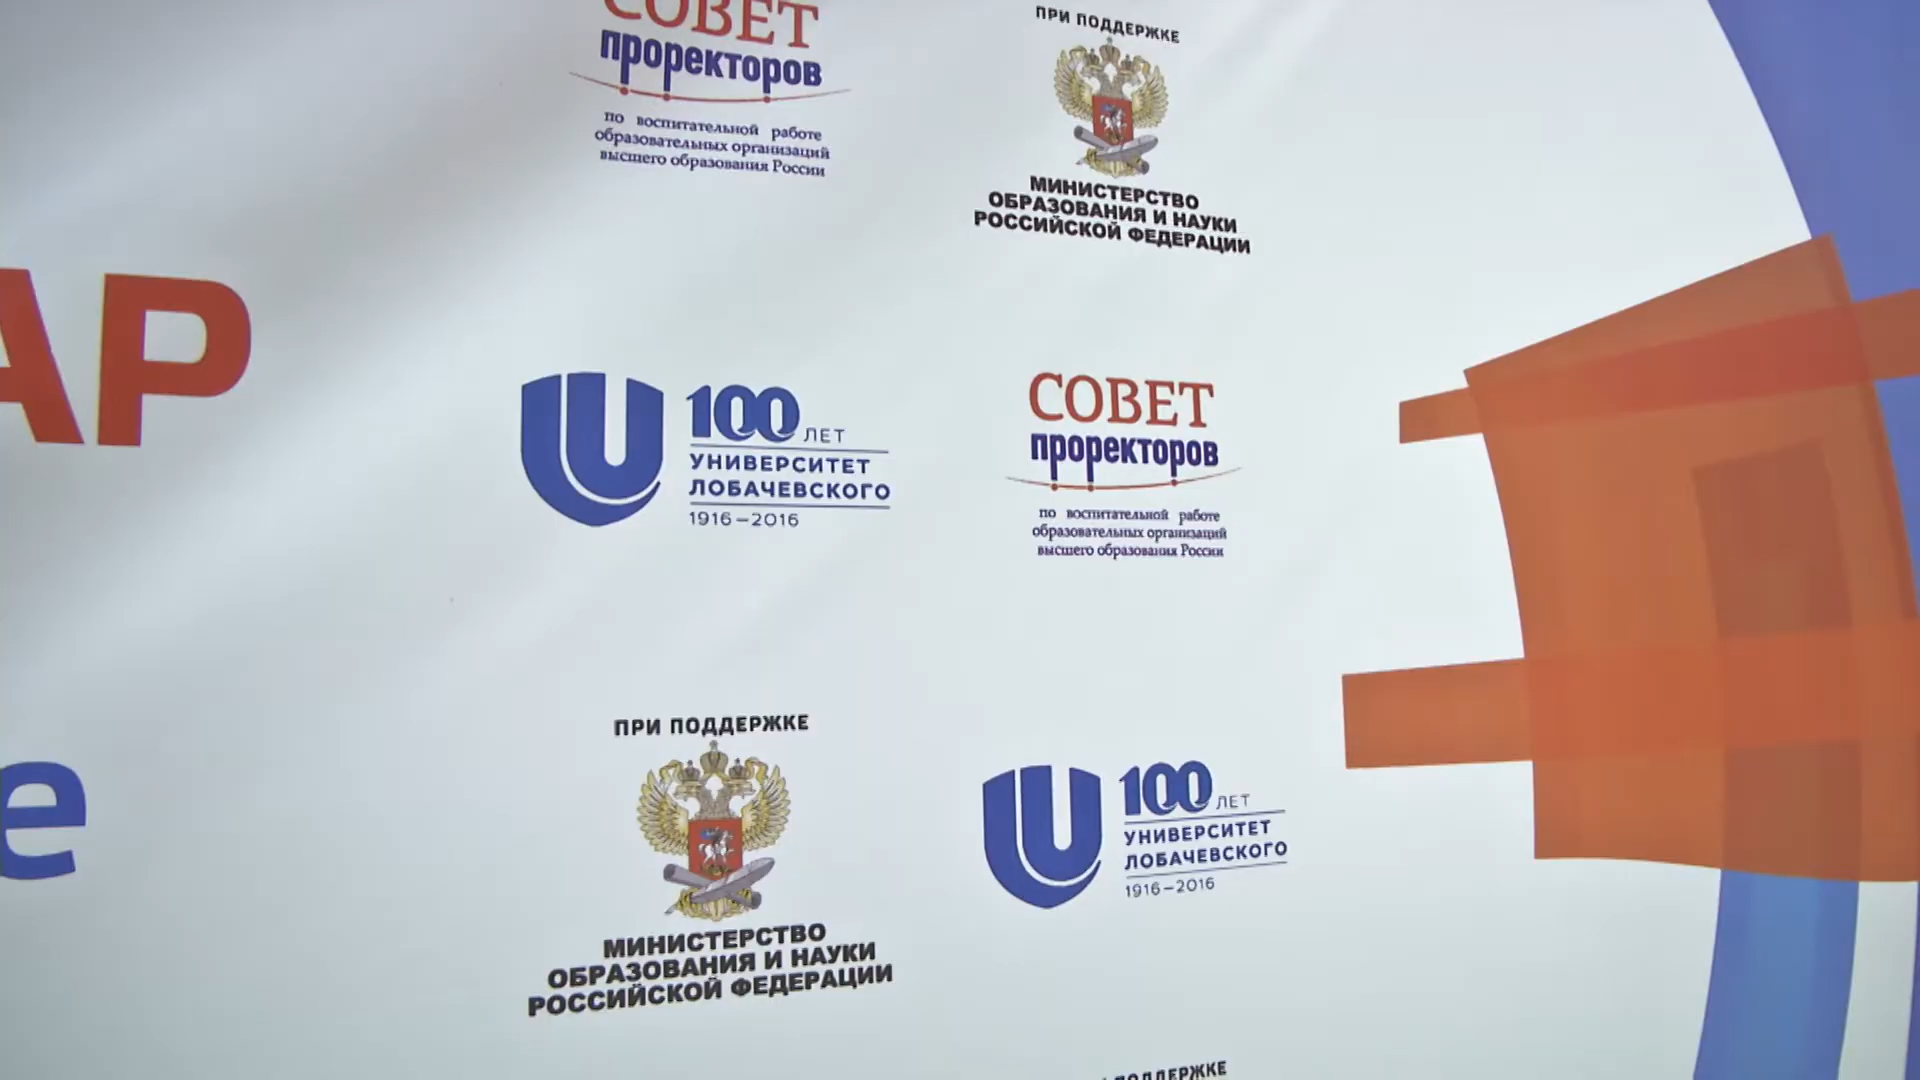 СОВЕТ
проректоров
по воспитательной работе
образовательных организаций
высшего образования России
ПРИ ПОДДЕРЖКЕ
МИНИСТЕРСТВО
ОБРАЗОВАНИЯ И НАУКИ
РОССИЙСКОЙ ФЕДЕРАЦИИ
АР
100 ЛЕТ
УНИВЕРСИТЕТ
ЛОБАЧЕВСКОГО
1916–2016
СОВЕТ
проректоров
по воспитательной работе
образовательных организаций
высшего образования России
е
ПРИ ПОДДЕРЖКЕ
МИНИСТЕРСТВО
ОБРАЗОВАНИЯ И НАУКИ
РОССИЙСКОЙ ФЕДЕРАЦИИ
100 ЛЕТ
УНИВЕРСИТЕТ
ЛОБАЧЕВСКОГО
1916–2016
ПОДДЕРЖКЕ